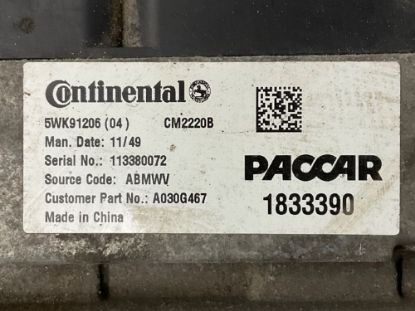 Continental
5WK91206 (04) CM2220B
Man. Date: 11/49
Serial No.: 113380072
Source Code: ABMWV
Customer Part No.: A030G467
Made in China
PACCAR
1833390